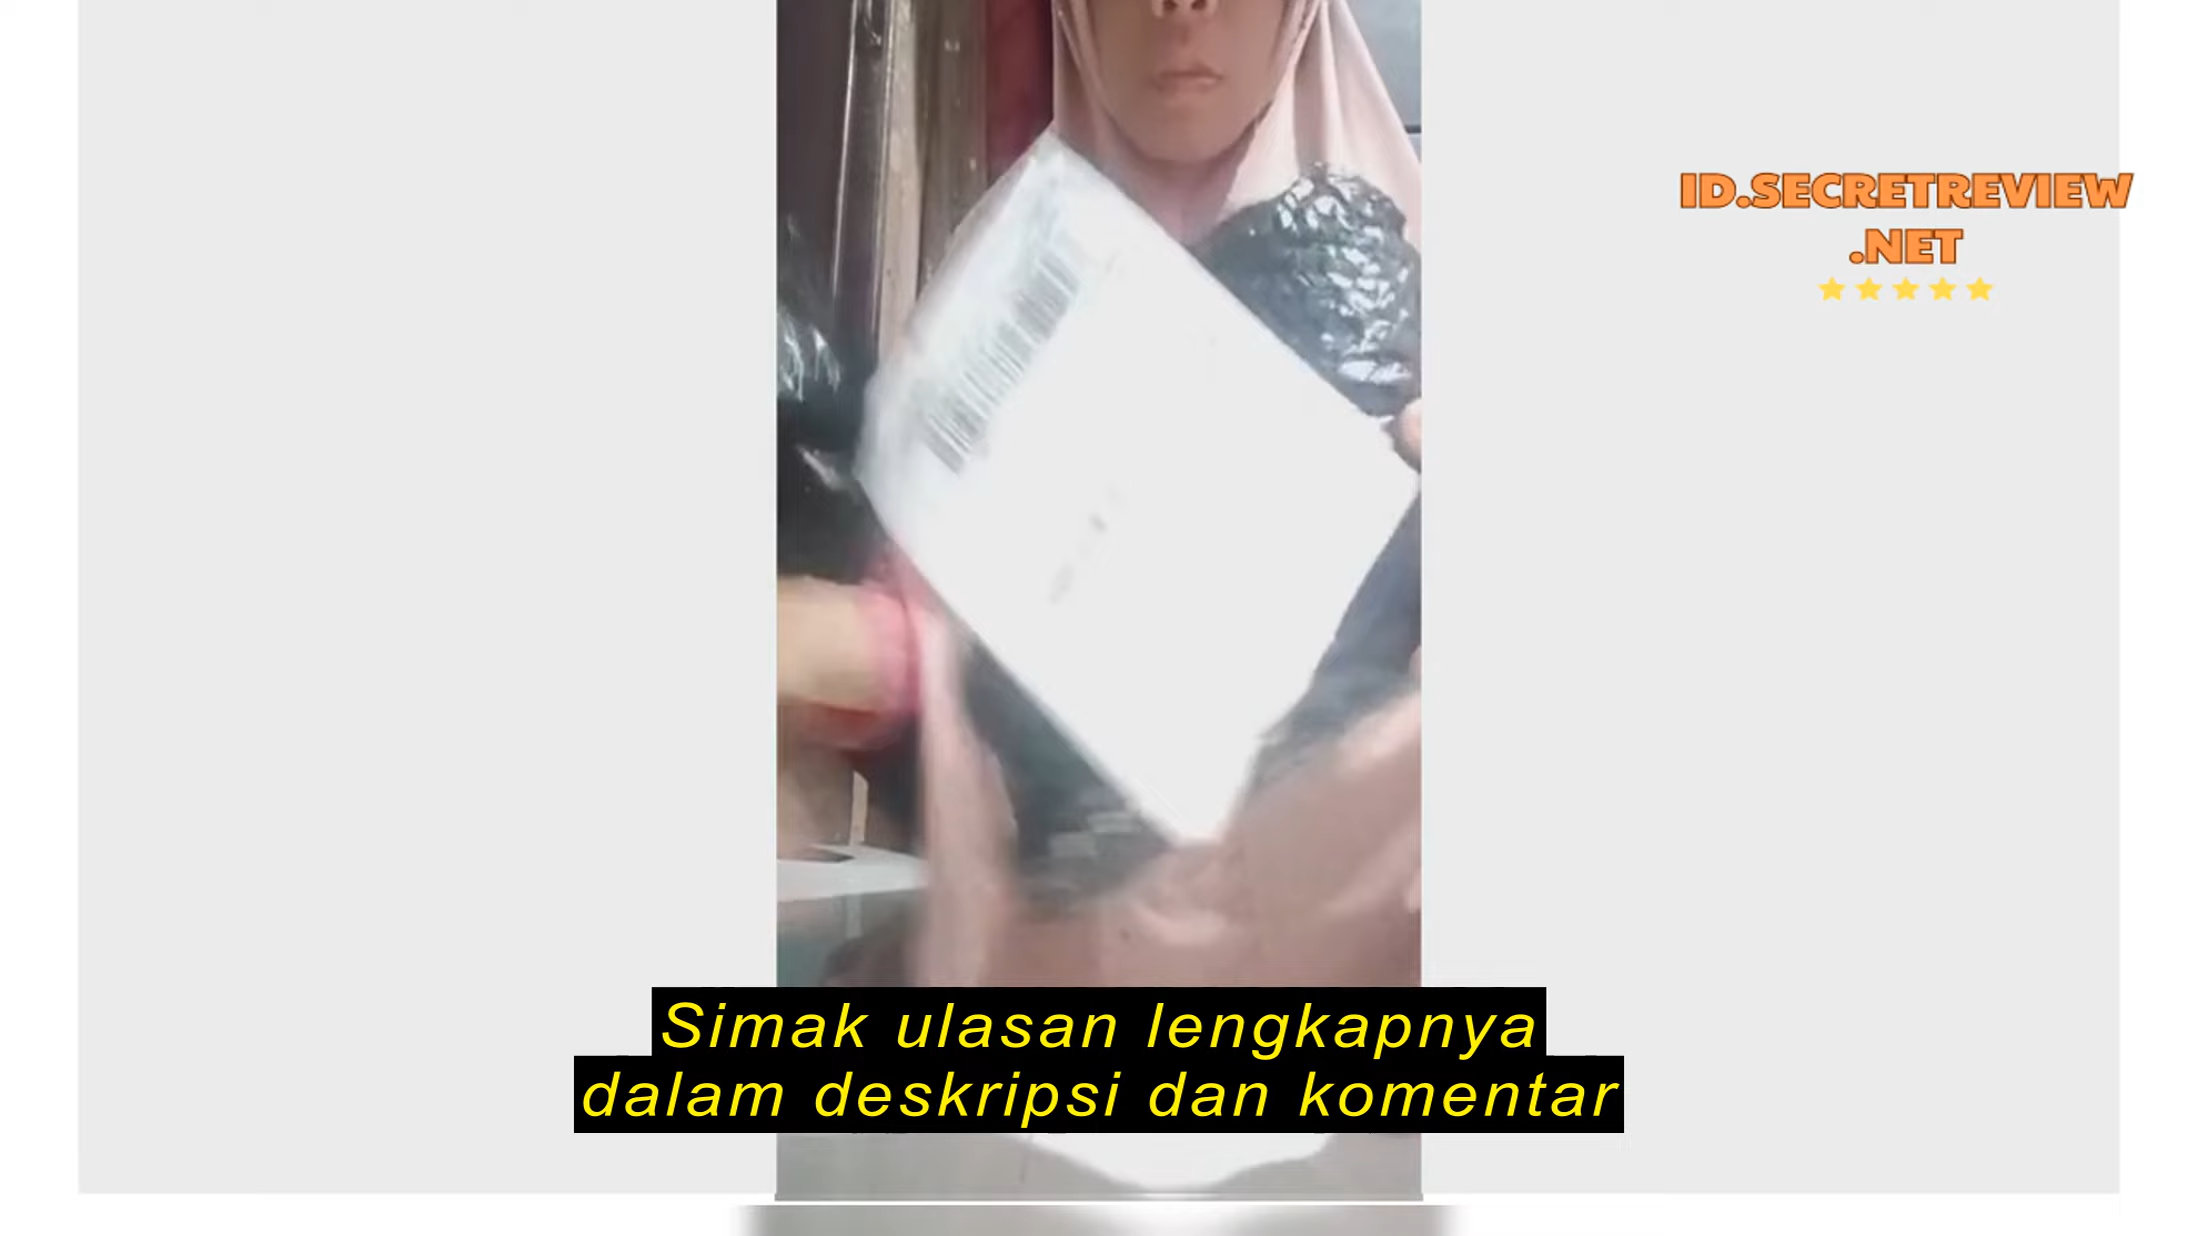 ID.SECRETREVIEW
.NET
Simak ulasan lengkapnya
dalam deskripsi dan komentar